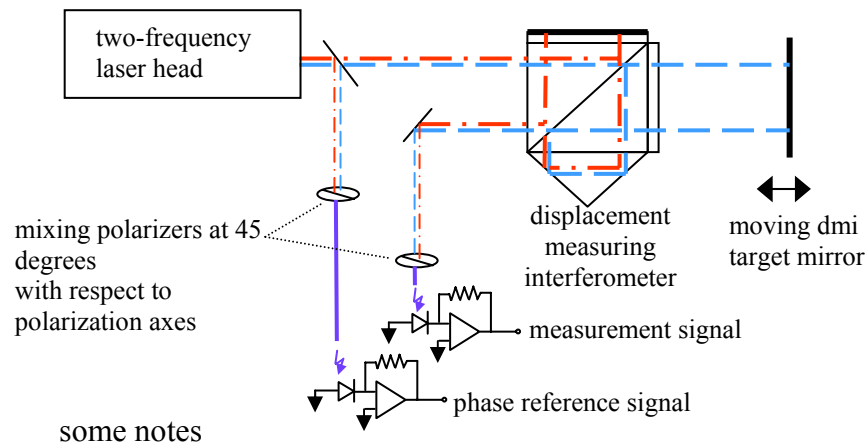 two-frequency
laser head
mixing polarizers at 45
degrees
with respect to
polarization axes
displacement
measuring
interferometer
moving dmi
target mirror
measurement signal
phase reference signal
some notes